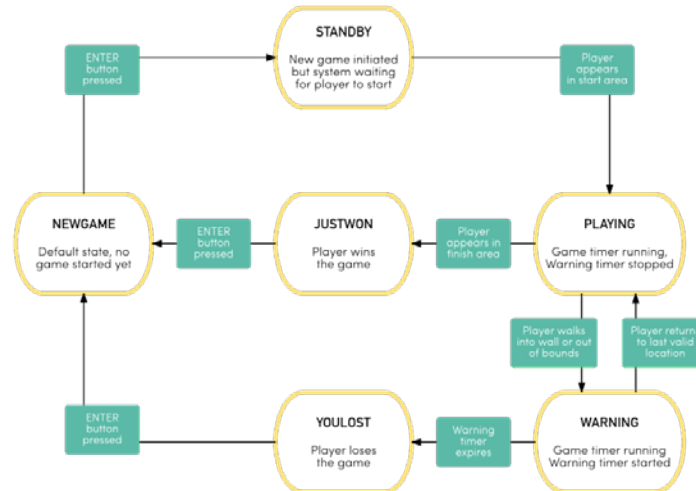 STANDBY
New game initiated
but system waiting
for player to start
ENTER
button
pressed
Player
appears
in start area
NEWGAME
Default state, no
game started yet
ENTER
button
pressed
JUSTWON
Player wins
the game
Player
appears in
finish area
PLAYING
Game timer running,
Warning timer stopped
Player walks
into wall or out
of bounds
Player return
to last valid
location
ENTER
button
pressed
YOULOST
Player loses
the game
Warning
timer
expires
WARNING
Game timer running
Warning timer started